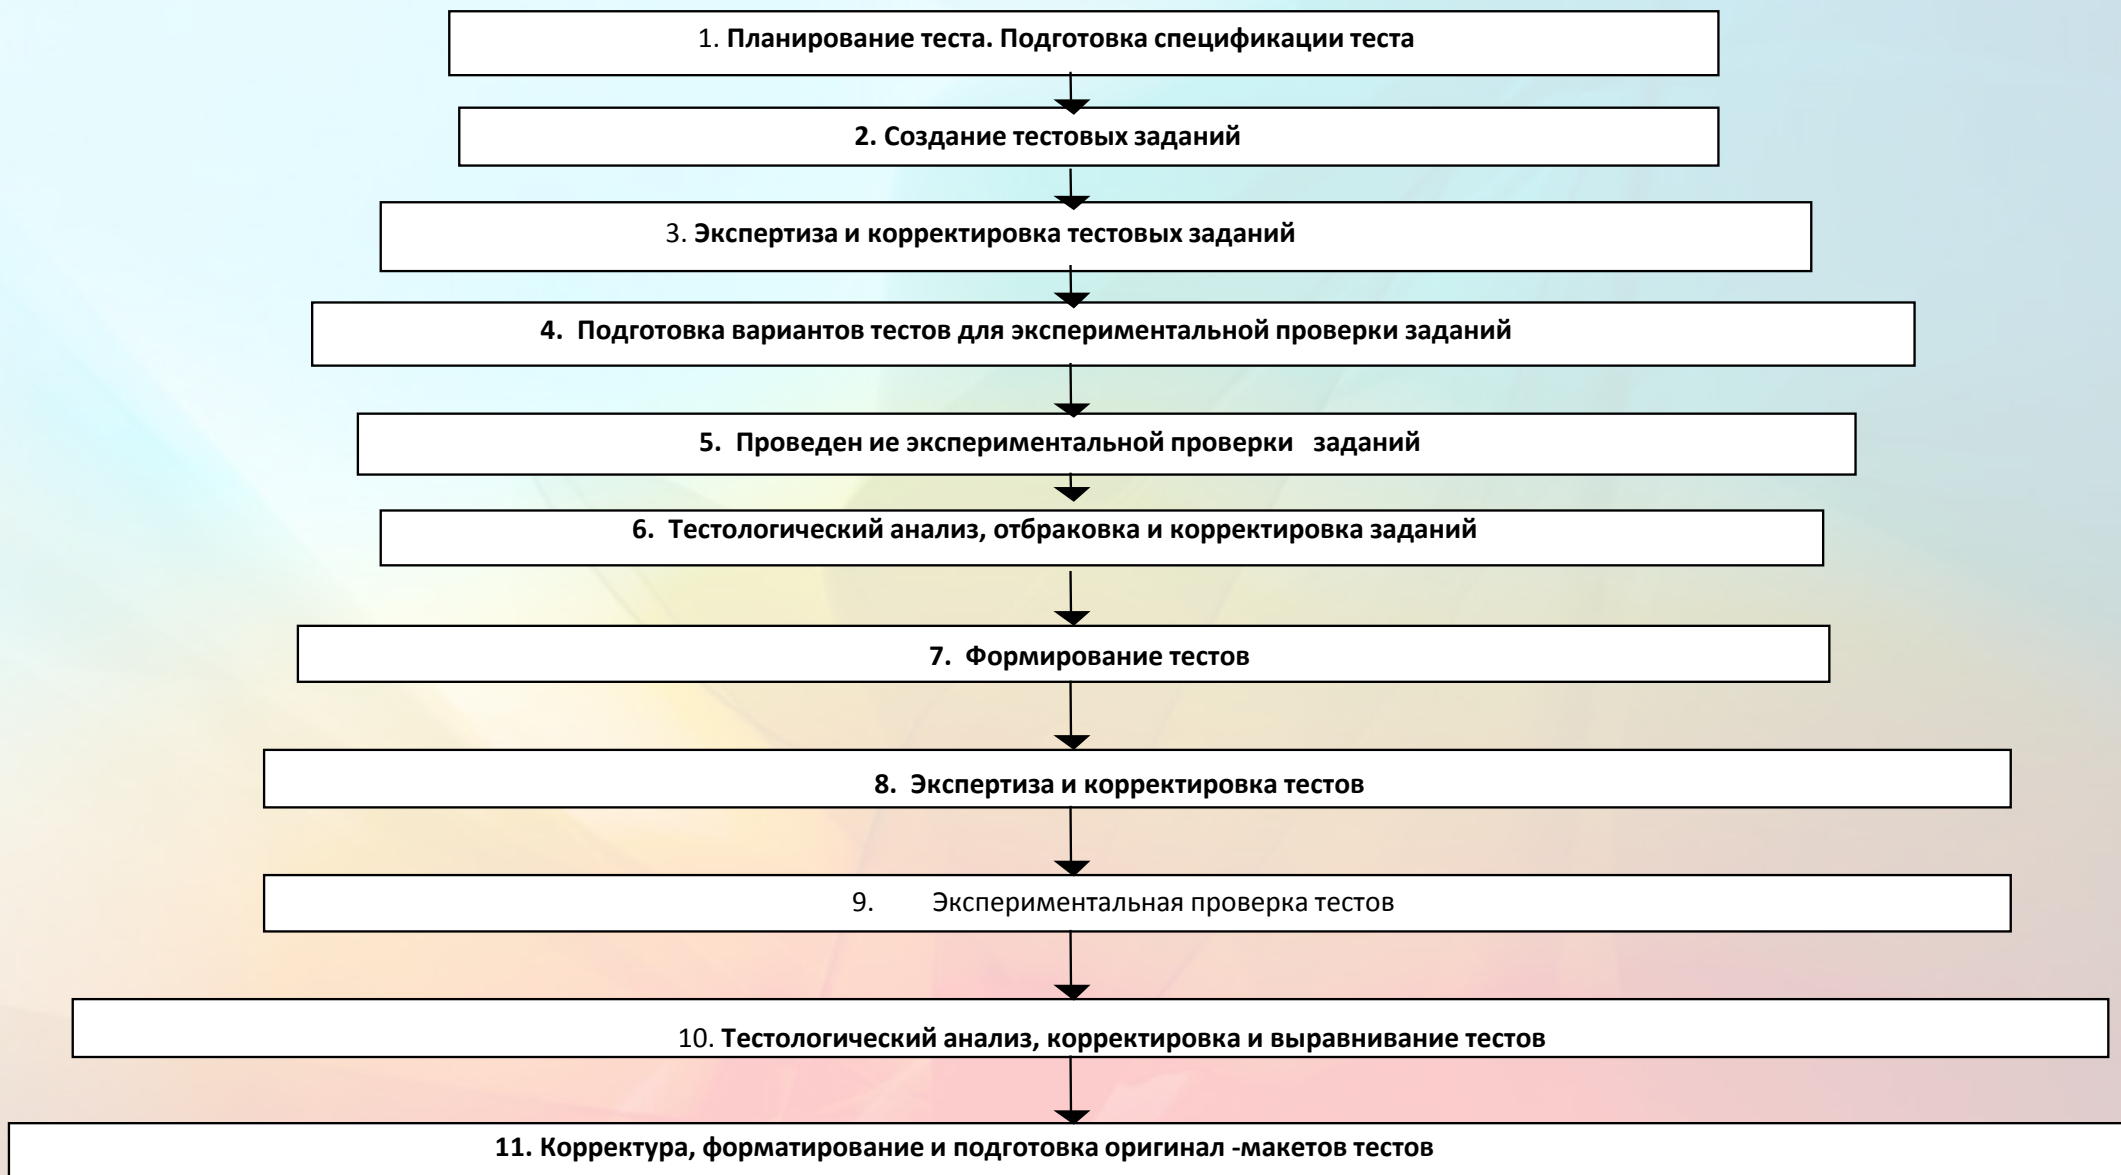 1. Планирование теста. Подготовка спецификации теста
2. Создание тестовых заданий
3. Экспертиза и корректировка тестовых заданий
4. Подготовка вариантов тестов для экспериментальной проверки заданий
5. Проведен ие экспериментальной проверки заданий
6. Тестологический анализ, отбраковка и корректировка заданий
7. Формирование тестов
8. Экспертиза и корректировка тестов
9. Экспериментальная проверка тестов
10. Тестологический анализ, корректировка и выравнивание тестов
11. Корректура, форматирование и подготовка оригинал -макетов тестов